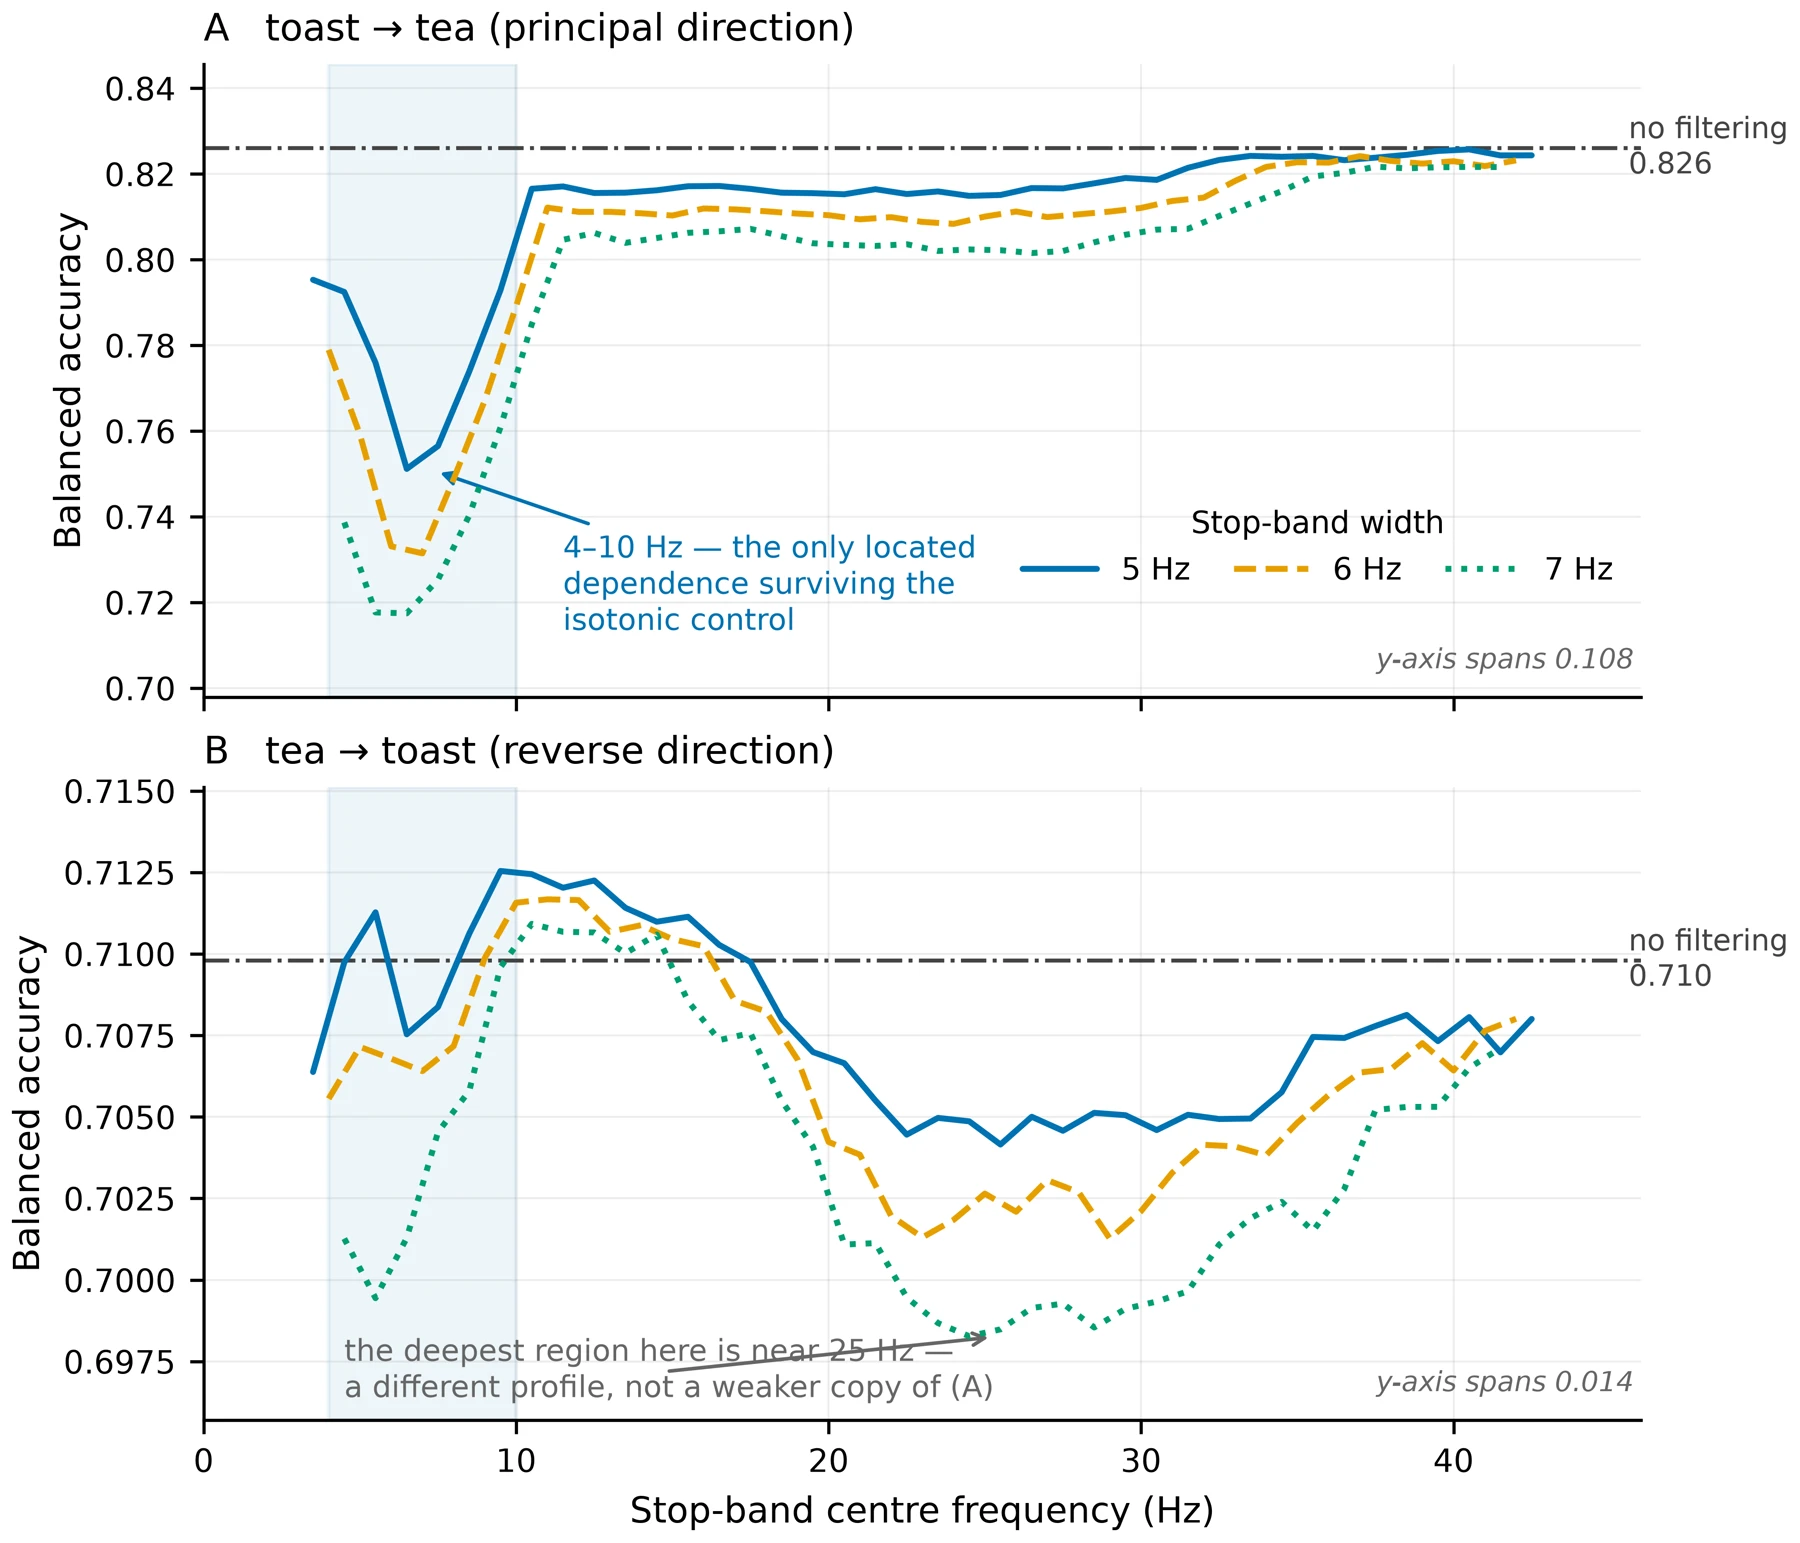 A toast → tea (principal direction)
0.84
0.82
0.80
0.78
0.76
0.74
0.72
0.70
Balanced accuracy
no filtering
0.826
4–10 Hz — the only located
dependence surviving the
isotonic control
Stop-band width
5 Hz 6 Hz 7 Hz
y-axis spans 0.108
B tea → toast (reverse direction)
0.7150
0.7125
0.7100
0.7075
0.7050
0.7025
0.7000
0.6975
Balanced accuracy
no filtering
0.710
the deepest region here is near 25 Hz —
a different profile, not a weaker copy of (A)
y-axis spans 0.014
0 10 20 30 40
Stop-band centre frequency (Hz)